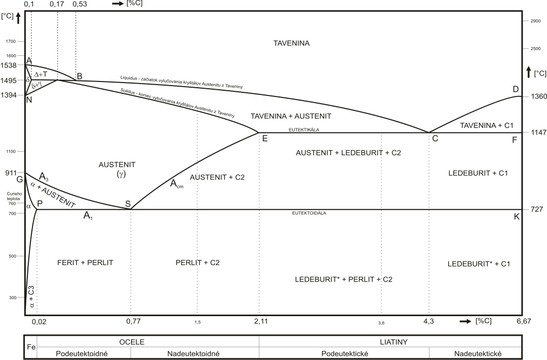 0,1 0,17 0,53 [%C]
[°C]
TAVENINA
2900
2500
[°C]
1700
1600
1538
1495
1394
A
Δ+T
B
N
Liquidus - začiatok vylučovania kryštálov Austenitu z Taveniny
Solidus - koniec vylučovania kryštálov Austenitu z Taveniny
D
1360
TAVENINA + AUSTENIT
TAVENINA + C1
EUTEKTIKÁLA
E
C
F
1147
1100
AUSTENIT
(γ)
AUSTENIT + LEDEBURIT + C2
AUSTENIT + C2
LEDEBURIT + C1
911
G
A3
Acm
α + AUSTENIT
Curieho
teplota
760
700
α
P
A1
S
EUTEKTOIDÁLA
K
727
FERIT + PERLIT
PERLIT + C2
LEDEBURIT* + PERLIT + C2
LEDEBURIT* + C1
500
300
α + C3
0,02 0,77 1,5 2,11 3,8 4,3 [%C] 6,67
Fe
OCELE
LIATINY
Podeutektoidné
Nadeutektoidné
Podeutektické
Nadeutektické